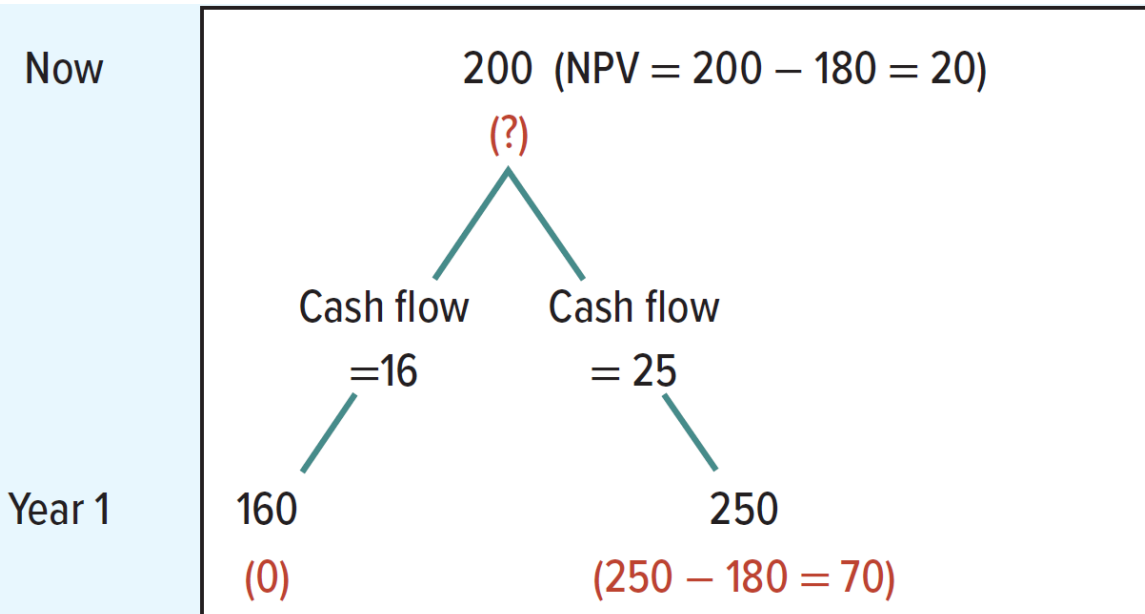 Now
200 (NPV = 200 – 180 = 20)
(?)
Cash flow
=16
Cash flow
= 25
Year 1
160
250
(0)
(250 – 180 = 70)